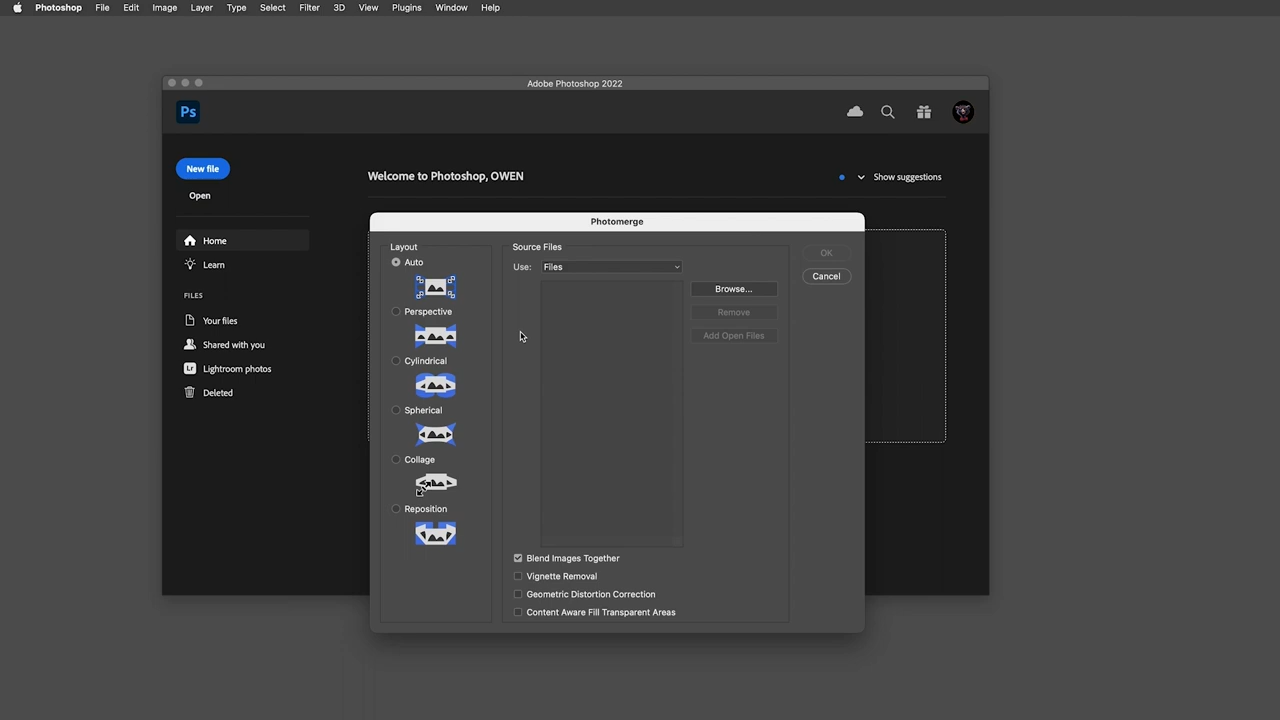 Photoshop File Edit Image Layer Type Select Filter 3D View Plugins Window Help
Adobe Photoshop 2022
Ps
New file
Open
Welcome to Photoshop, OWEN
Show suggestions
Home
Learn
FILES
Your files
Shared with you
Lr Lightroom photos
Deleted
Photomerge
Layout
Auto
Perspective
Cylindrical
Spherical
Collage
Reposition
Source Files
Use: Files
Browse...
Remove
Add Open Files
Blend Images Together
Vignette Removal
Geometric Distortion Correction
Content Aware Fill Transparent Areas
OK
Cancel